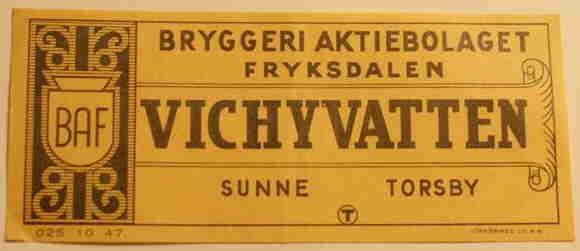 BRYGGERI AKTIEBOLAGET
FRYKSDALEN
BAF
VICHYVATTEN
SUNNE TORSBY
T
025 10 47.